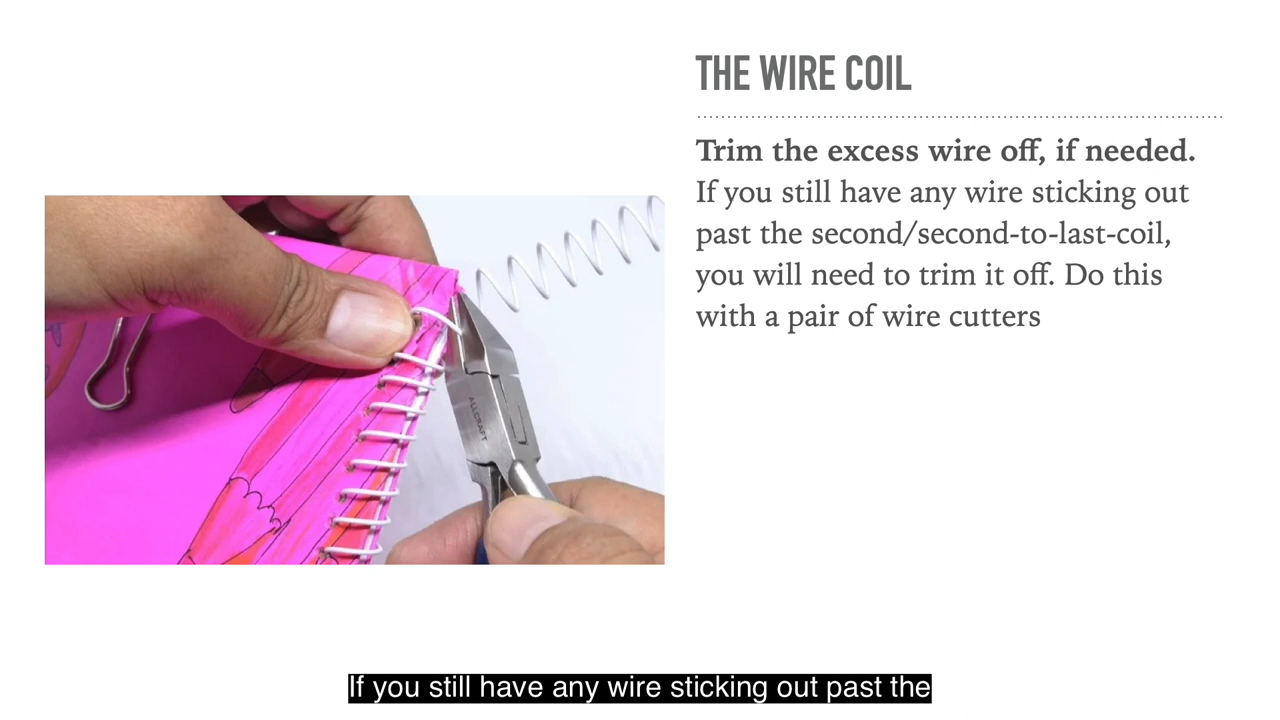 THE WIRE COIL
Trim the excess wire off, if needed.
If you still have any wire sticking out
past the second/second-to-last-coil,
you will need to trim it off. Do this
with a pair of wire cutters
ALLCRAFT
If you still have any wire sticking out past the